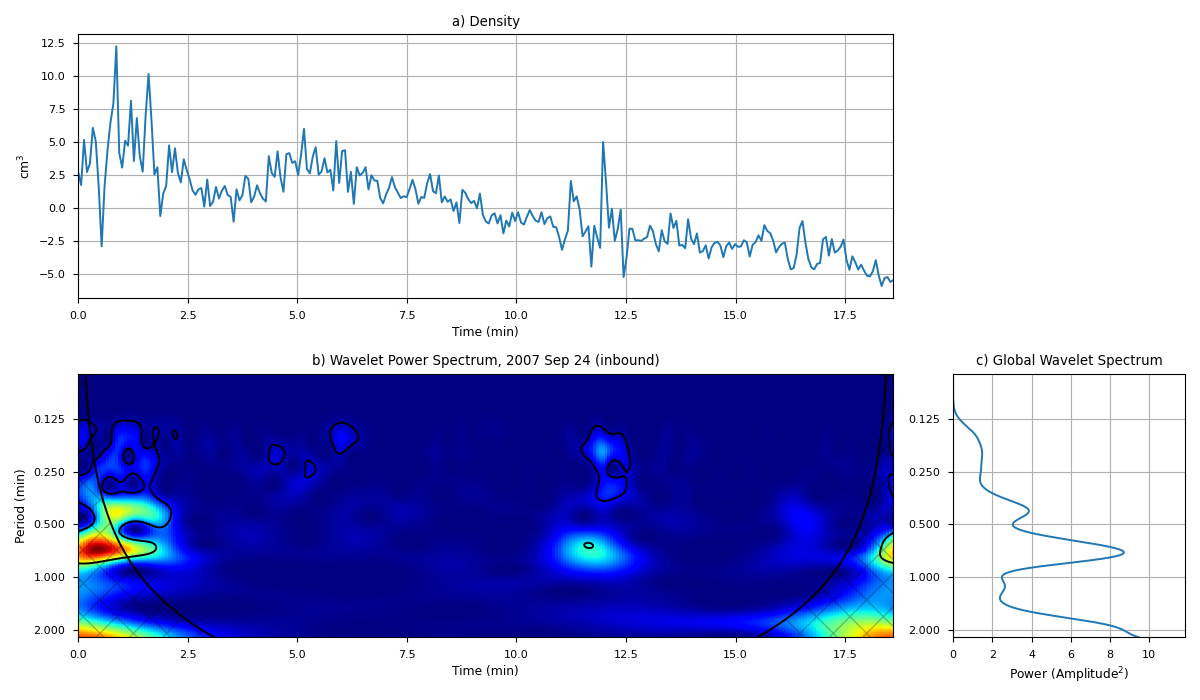 a) Density
12.5
10.0
7.5
5.0
2.5
0.0
−2.5
−5.0
cm³
0.0 2.5 5.0 7.5 10.0 12.5 15.0 17.5
Time (min)
b) Wavelet Power Spectrum, 2007 Sep 24 (inbound)
0.125
0.250
0.500
1.000
2.000
Period (min)
0.0 2.5 5.0 7.5 10.0 12.5 15.0 17.5
Time (min)
c) Global Wavelet Spectrum
0.125
0.250
0.500
1.000
2.000
0 2 4 6 8 10
Power (Amplitude²)